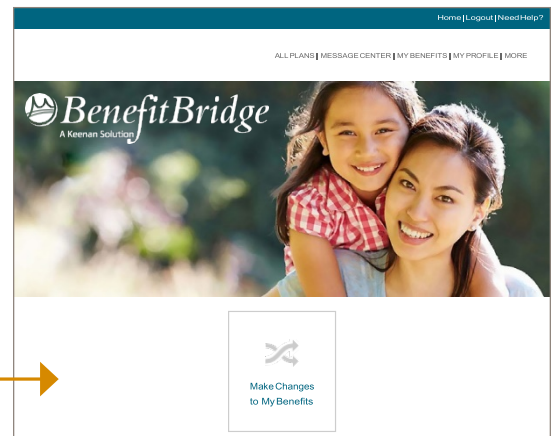 Home | Logout | Need Help?
ALL PLANS | MESSAGE CENTER | MY BENEFITS | MY PROFILE | MORE
BenefitBridge
A Keenan Solution
Make Changes
to My Benefits